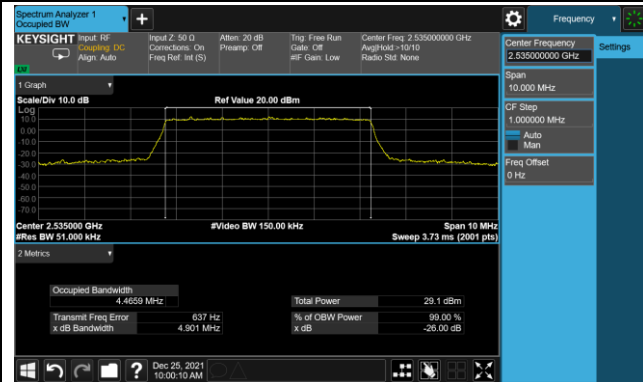 Spectrum Analyzer 1
Occupied BW
+
Frequency
KEYSIGHT
Input: RF
Coupling: DC
Align: Auto
Input Z: 50 Ω
Corrections: On
Freq Ref: Int (S)
Atten: 20 dB
Preamp: Off
Trig: Free Run
Gate: Off
#IF Gain: Low
Center Freq: 2.535000000 GHz
Avg|Hold:>10/10
Radio Std: None
Center Frequency
2.535000000 GHz
Settings
Span
10.000 MHz
CF Step
1.000000 MHz
Auto
Man
Freq Offset
0 Hz
1 Graph
Scale/Div 10.0 dB
Ref Value 20.00 dBm
Log
10.0
0.00
-10.0
-20.0
-30.0
-40.0
-50.0
-60.0
-70.0
Center 2.535000 GHz
#Video BW 150.00 kHz
Span 10 MHz
#Res BW 51.000 kHz
Sweep 3.73 ms (2001 pts)
2 Metrics
Occupied Bandwidth
4.4659 MHz
Total Power
29.1 dBm
Transmit Freq Error
637 Hz
% of OBW Power
99.00 %
x dB Bandwidth
4.901 MHz
x dB
-26.00 dB
?
Dec 25, 2021
10:00:10 AM